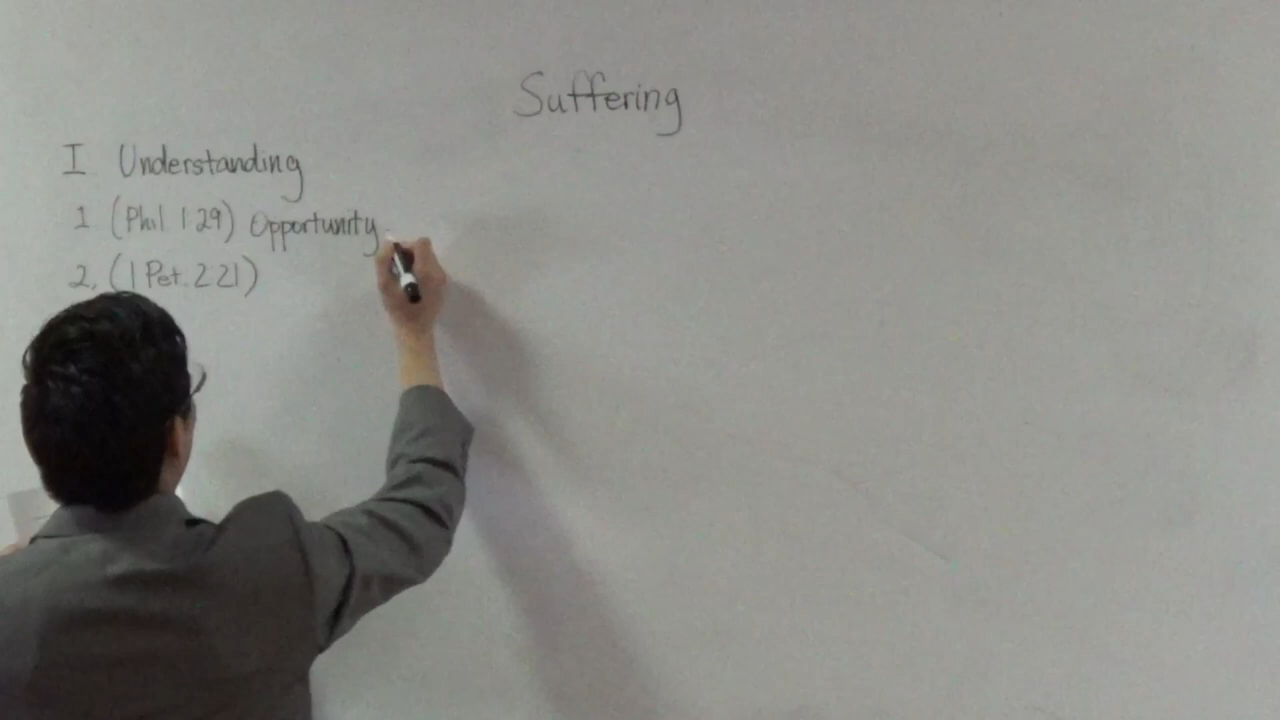 Suffering
I Understanding
1 (Phil 1 29) Opportunity
2. (1 Pet. 2 21)